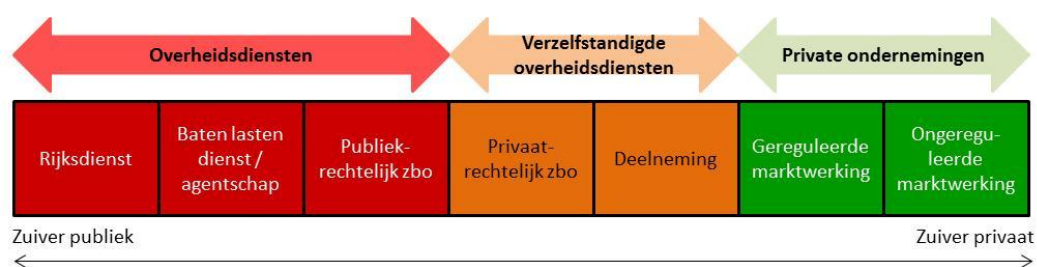 Overheidsdiensten
Verzelfstandigde
overheidsdiensten
Private ondernemingen
Rijksdienst
Baten lasten
dienst /
agentschap
Publiek-
rechtelijk zbo
Privaat-
rechtelijk zbo
Deelneming
Gereguleerde
marktwerking
Ongeregu-
leerde
marktwerking
Zuiver publiek
Zuiver privaat